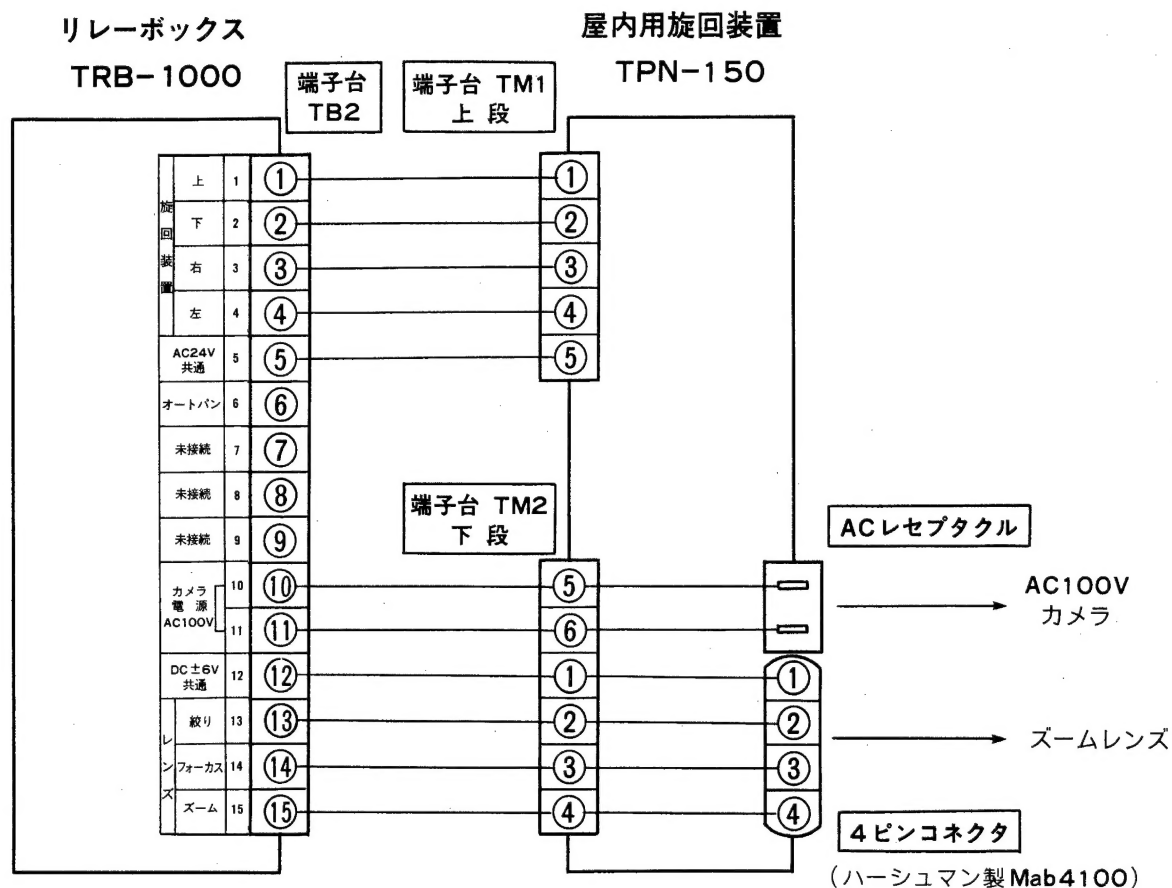 リレーボックス
TRB-1000
屋内用旋回装置
TPN-150
端子台
TB2
端子台 TM1
上段
旋回装置
上 1 ① ①
下 2 ② ②
右 3 ③ ③
左 4 ④ ④
AC24V
共通 5 ⑤ ⑤
オートパン 6 ⑥
未接続 7 ⑦
未接続 8 ⑧
未接続 9 ⑨
端子台 TM2
下段
ACレセプタクル
カメラ
電源
AC100V
10 ⑩ ⑤
11 ⑪ ⑥
AC100V
カメラ
DC±6V
共通 12 ⑫ ① ①
レンズ
絞り 13 ⑬ ② ②
フォーカス 14 ⑭ ③ ③
ズーム 15 ⑮ ④ ④
ズームレンズ
4ピンコネクタ
(ハーシュマン製Mab4100)